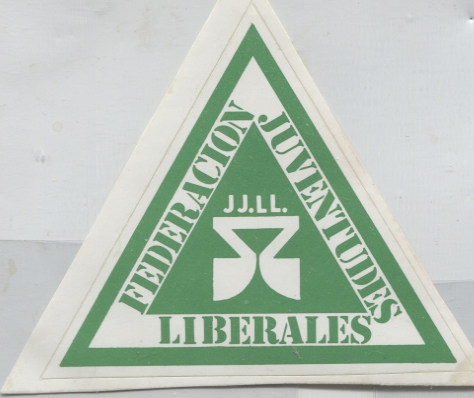 FEDERACION
JUVENTUDES
LIBERALES
JJ.LL.